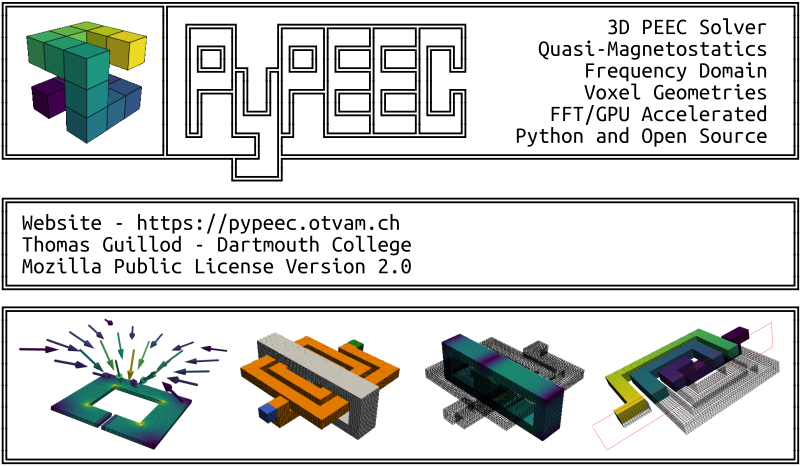 PyPEEC
3D PEEC Solver
Quasi-Magnetostatics
Frequency Domain
Voxel Geometries
FFT/GPU Accelerated
Python and Open Source
Website - https://pypeec.otvam.ch
Thomas Guillod - Dartmouth College
Mozilla Public License Version 2.0